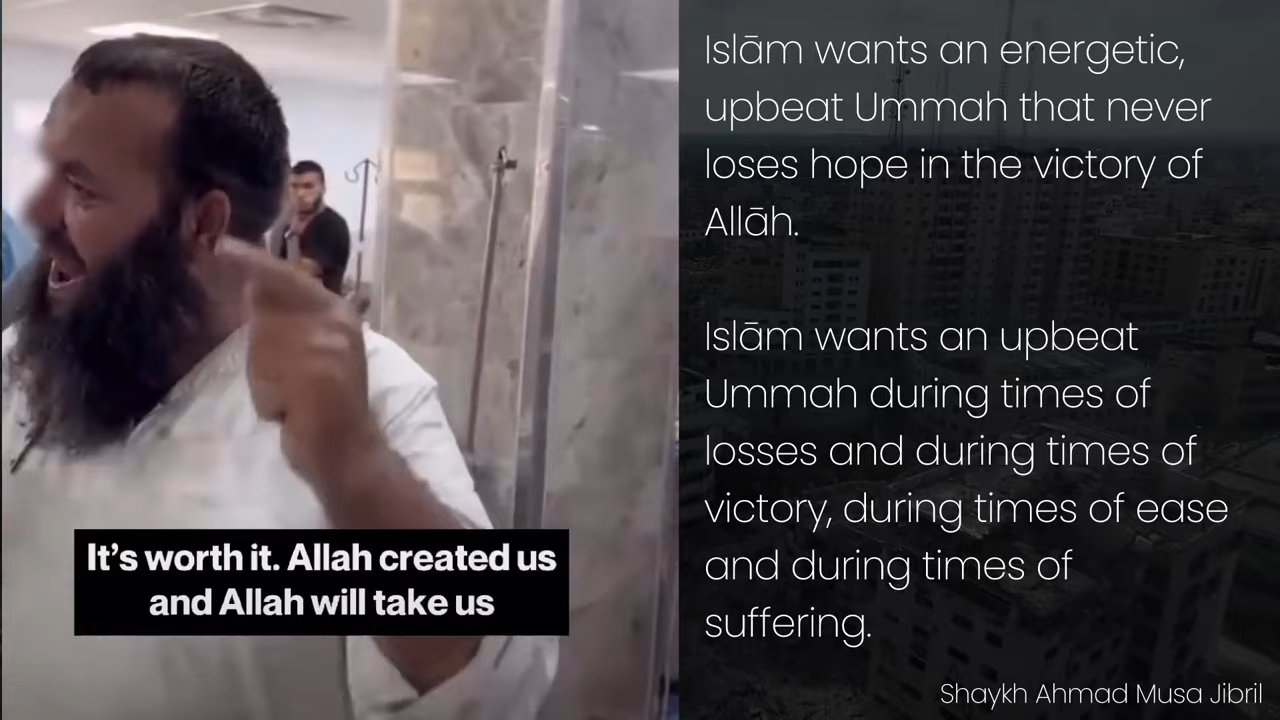 It's worth it. Allah created us
and Allah will take us
Islām wants an energetic,
upbeat Ummah that never
loses hope in the victory of
Allāh.
Islām wants an upbeat
Ummah during times of
losses and during times of
victory, during times of ease
and during times of
suffering.
Shaykh Ahmad Musa Jibril